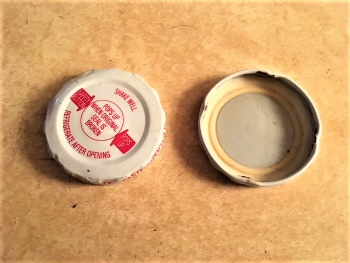 SHAKE WELL
POPS UP
WHEN ORIGINAL
SEAL IS
BROKEN
REFRIGERATE AFTER OPENING